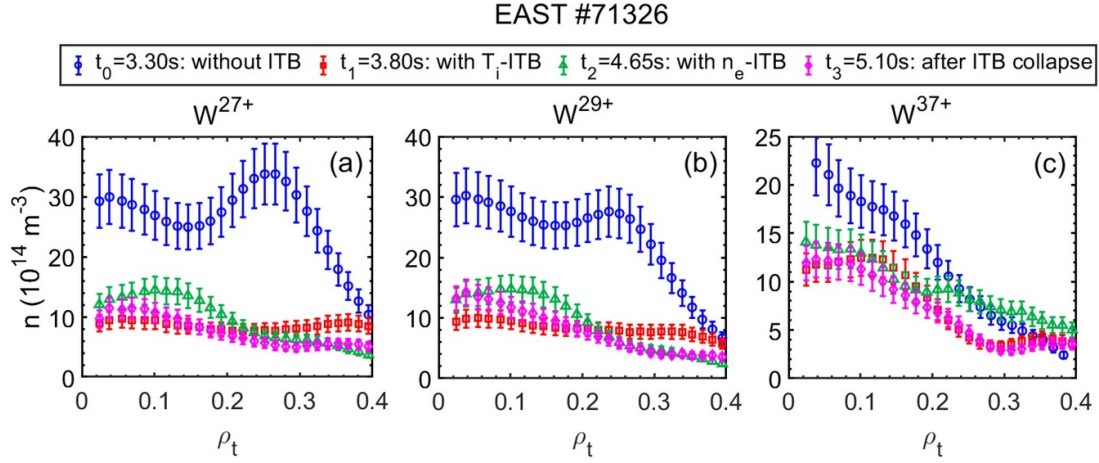 EAST #71326
t₀=3.30s: without ITB t₁=3.80s: with Tᵢ-ITB t₂=4.65s: with nₑ-ITB t₃=5.10s: after ITB collapse
W²⁷⁺ W²⁹⁺ W³⁷⁺
(a) (b) (c)
n (10¹⁴ m⁻³)
40 30 20 10 0
40 30 20 10 0
25 20 15 10 5 0
0 0.1 0.2 0.3 0.4
0 0.1 0.2 0.3 0.4
0 0.1 0.2 0.3 0.4
ρₜ ρₜ ρₜ